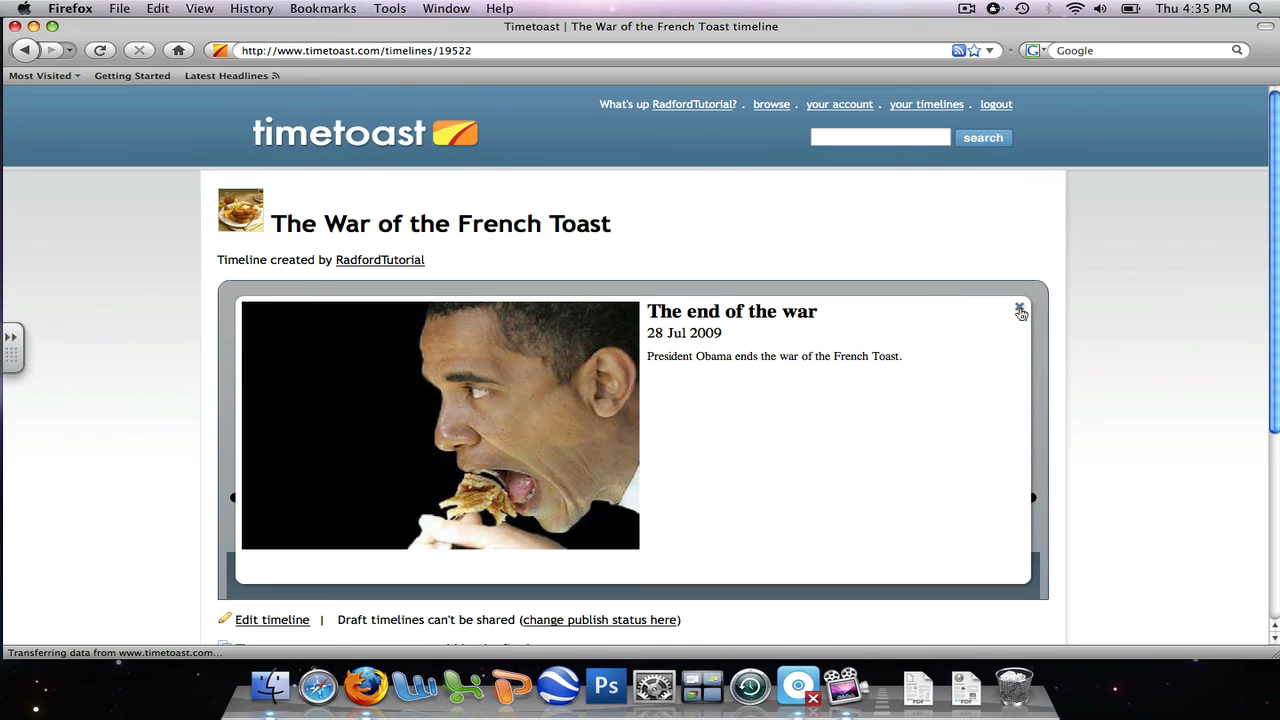 Firefox File Edit View History Bookmarks Tools Window Help Thu 4:35 PM
Timetoast | The War of the French Toast timeline
http://www.timetoast.com/timelines/19522
Google
Most Visited Getting Started Latest Headlines
What's up RadfordTutorial? . browse . your account . your timelines . logout
timetoast
search
The War of the French Toast
Timeline created by RadfordTutorial
The end of the war
28 Jul 2009
President Obama ends the war of the French Toast.
Edit timeline | Draft timelines can't be shared (change publish status here)
Transferring data from www.timetoast.com...
Ps
PDF PDF